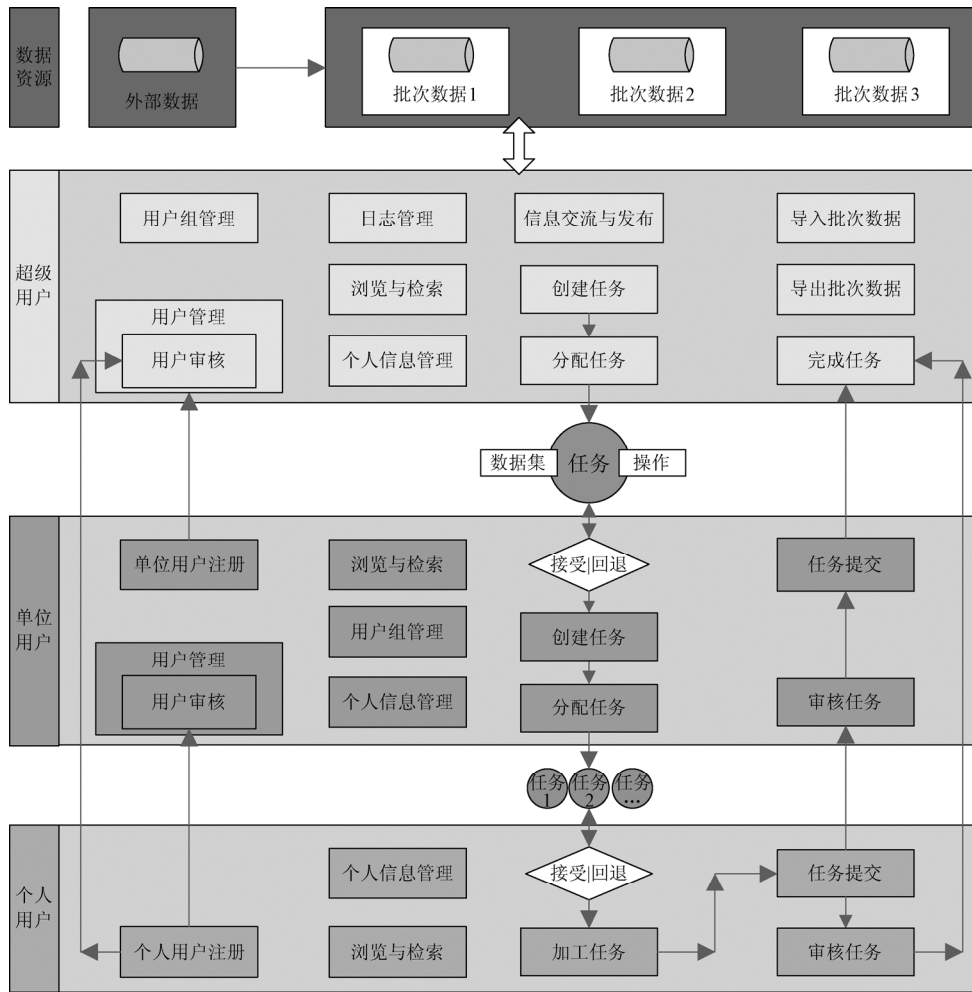 数据
资源
外部数据
批次数据1
批次数据2
批次数据3
超级
用户
用户组管理
日志管理
信息交流与发布
导入批次数据
浏览与检索
创建任务
导出批次数据
用户管理
用户审核
个人信息管理
分配任务
完成任务
数据集
任务
操作
单位
用户
单位用户注册
浏览与检索
接受|回退
任务提交
用户组管理
创建任务
用户管理
用户审核
个人信息管理
分配任务
审核任务
任务
1
任务
2
任务
...
个人
用户
个人信息管理
接受|回退
任务提交
个人用户注册
浏览与检索
加工任务
审核任务